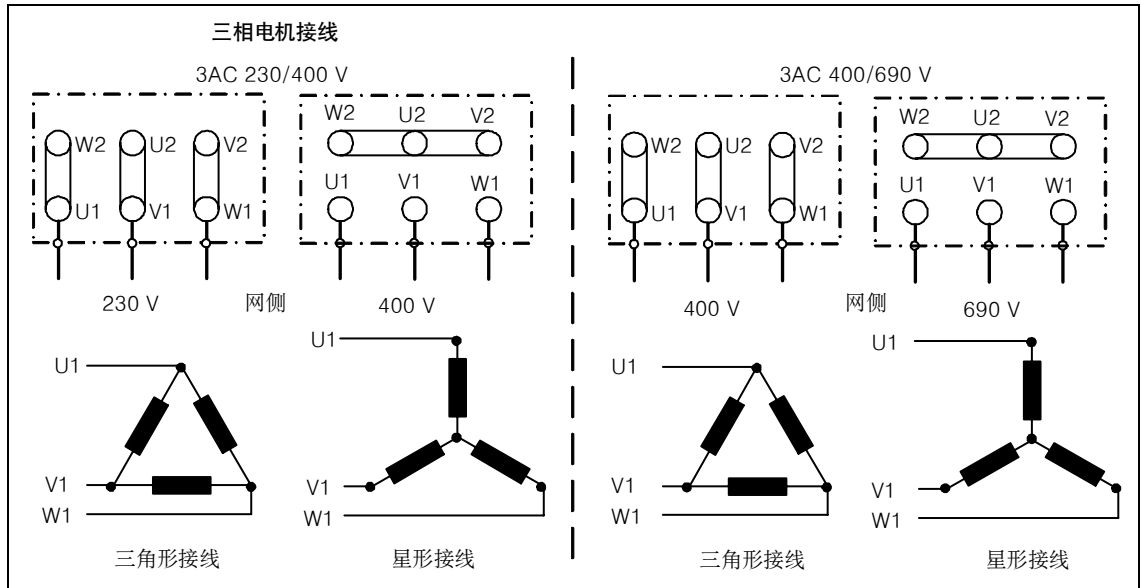 三相电机接线
3AC 230/400 V
W2 U2 V2
U1 V1 W1
W2 U2 V2
U1 V1 W1
230 V 网侧 400 V
U1
V1
W1
三角形接线
U1
V1
W1
星形接线
3AC 400/690 V
W2 U2 V2
U1 V1 W1
W2 U2 V2
U1 V1 W1
400 V 网侧 690 V
U1
V1
W1
三角形接线
U1
V1
W1
星形接线